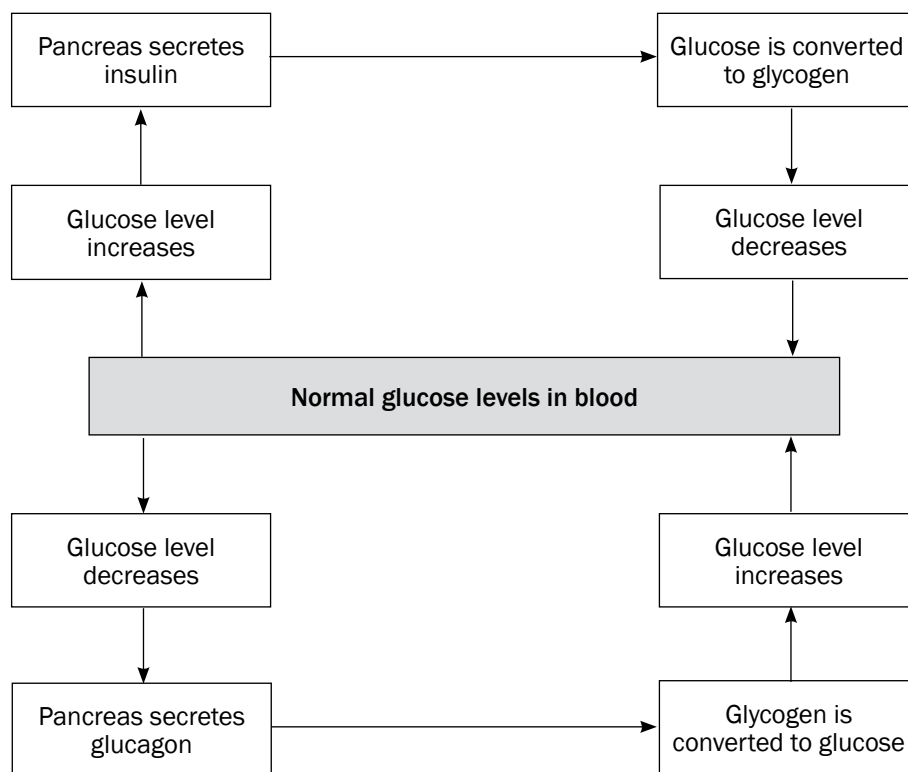 Pancreas secretes
insulin
Glucose is converted
to glycogen
Glucose level
increases
Glucose level
decreases
Normal glucose levels in blood
Glucose level
decreases
Glucose level
increases
Pancreas secretes
glucagon
Glycogen is
converted to glucose